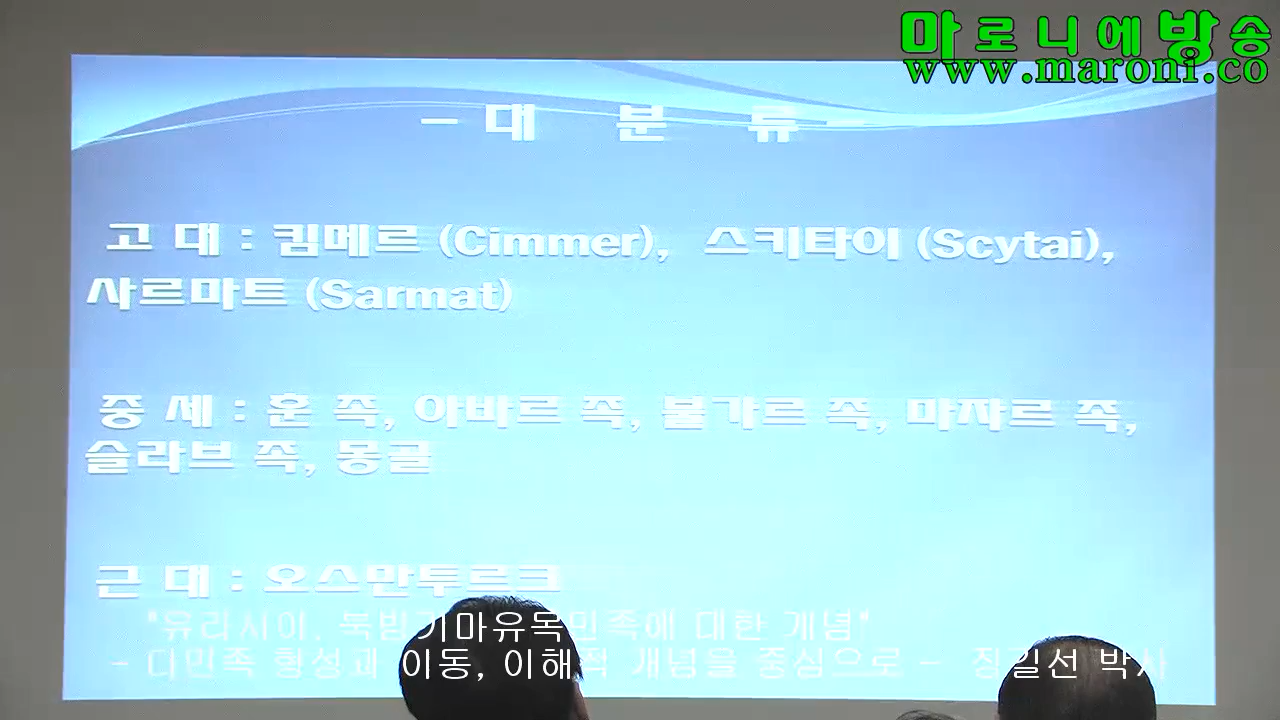 마로니에방송
www.maroni.co
- 대 분 류 -
고 대 : 킴메르 (Cimmer), 스키타이 (Scytai),
사르마트 (Sarmat)
중 세 : 훈 족, 아바르 족, 불가르 족, 마쟈르 족,
슬라브 족, 몽골
근 대 : 오스만투르크
"유라시아, 북방기마유목민족에 대한 개념"
- 다민족 형성과 이동, 이해적 개념을 중심으로 - 장일선 박사